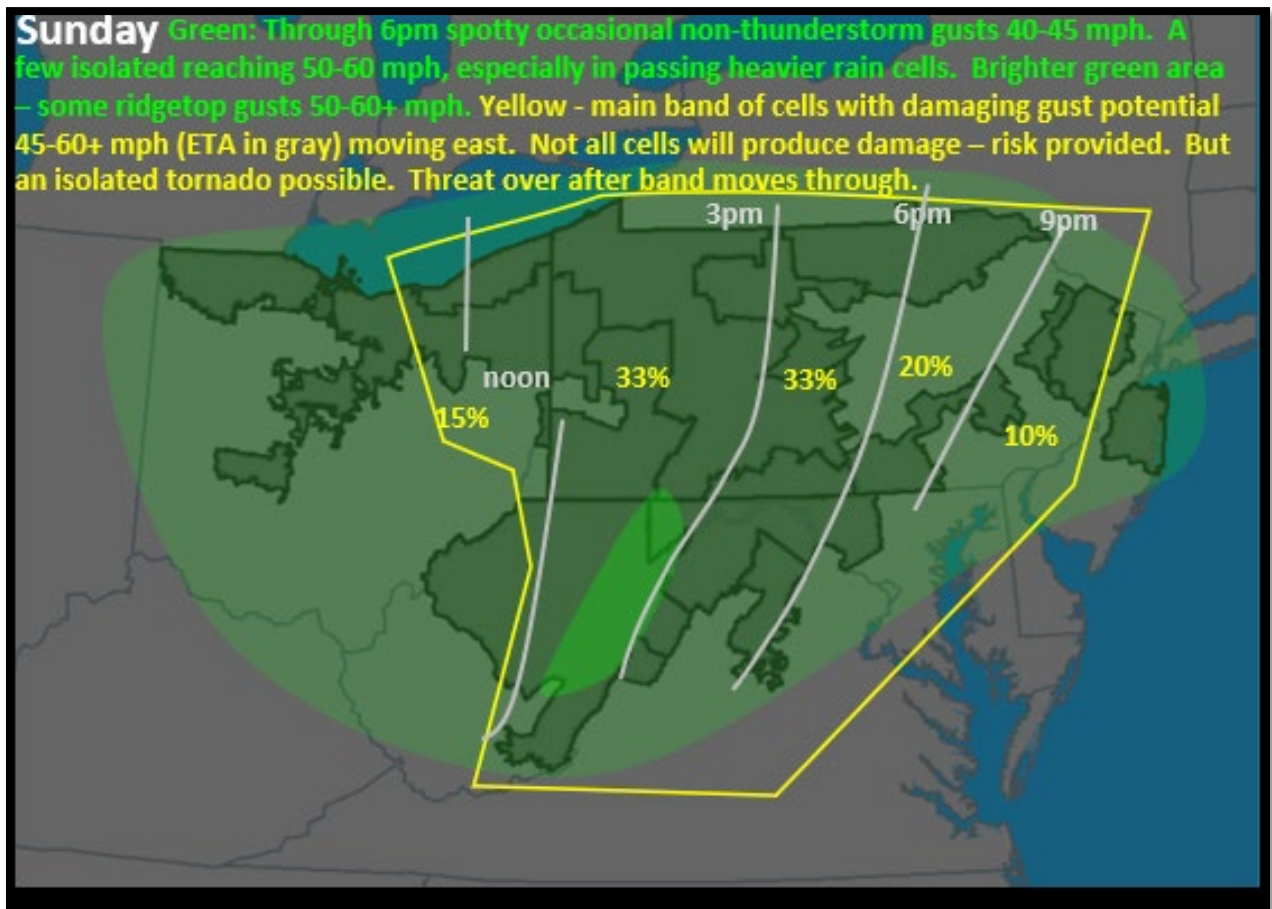 Sunday Green: Through 6pm spotty occasional non-thunderstorm gusts 40-45 mph. A
few isolated reaching 50-60 mph, especially in passing heavier rain cells. Brighter green area
– some ridgetop gusts 50-60+ mph. Yellow - main band of cells with damaging gust potential
45-60+ mph (ETA in gray) moving east. Not all cells will produce damage – risk provided. But
an isolated tornado possible. Threat over after band moves through.
3pm
6pm
9pm
noon
33%
33%
20%
15%
10%